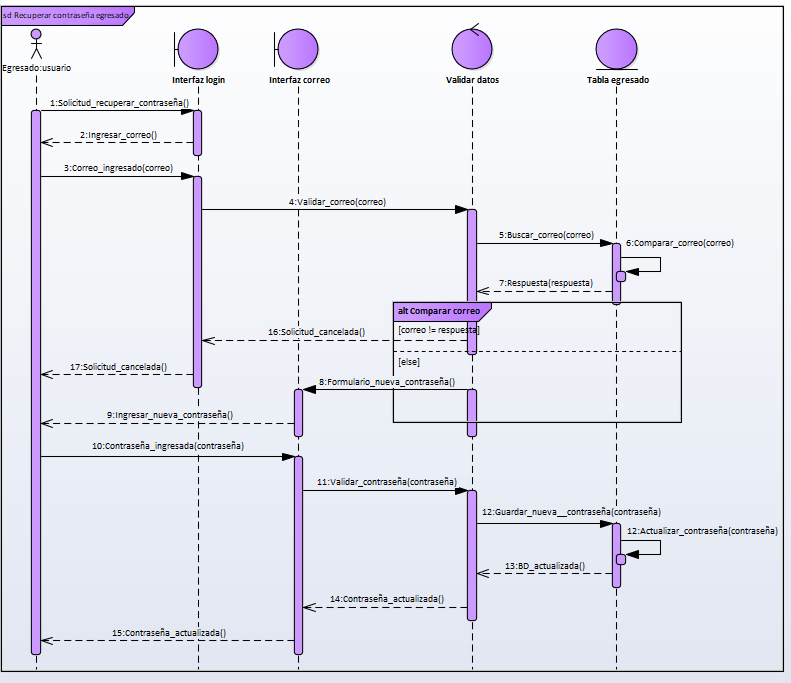 sd Recuperar contraseña egresado
Egresado:usuario
Interfaz login
Interfaz correo
Validar datos
Tabla egresado
1:Solicitud_recuperar_contraseña()
2:Ingresar_correo()
3:Correo_ingresado(correo)
4:Validar_correo(correo)
5:Buscar_correo(correo)
6:Comparar_correo(correo)
7:Respuesta(respuesta)
alt Comparar correo
[correo != respuesta]
16:Solicitud_cancelada()
[else]
17:Solicitud_cancelada()
8:Formulario_nueva_contraseña()
9:Ingresar_nueva_contraseña()
10:Contraseña_ingresada(contraseña)
11:Validar_contraseña(contraseña)
12:Guardar_nueva__contraseña(contraseña)
12:Actualizar_contraseña(contraseña)
13:BD_actualizada()
14:Contraseña_actualizada()
15:Contraseña_actualizada()